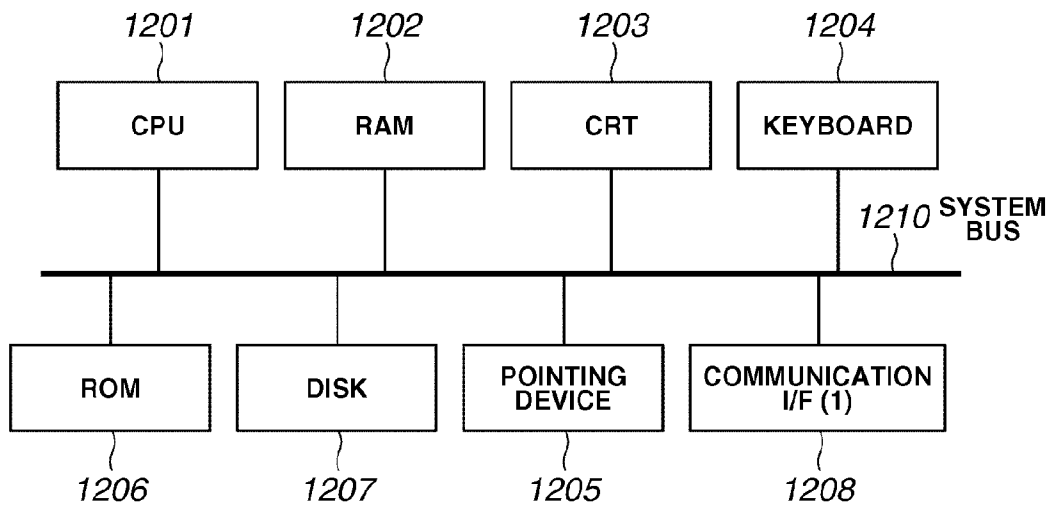 1201 1202 1203 1204
CPU RAM CRT KEYBOARD
1210 SYSTEM
BUS
ROM DISK POINTING
DEVICE COMMUNICATION
I/F (1)
1206 1207 1205 1208